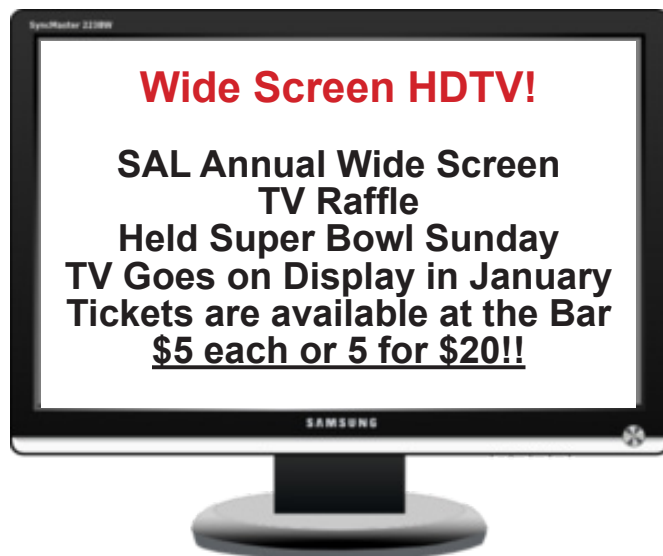 SyncMaster 223BW
Wide Screen HDTV!
SAL Annual Wide Screen
TV Raffle
Held Super Bowl Sunday
TV Goes on Display in January
Tickets are available at the Bar
$5 each or 5 for $20!!
SAMSUNG